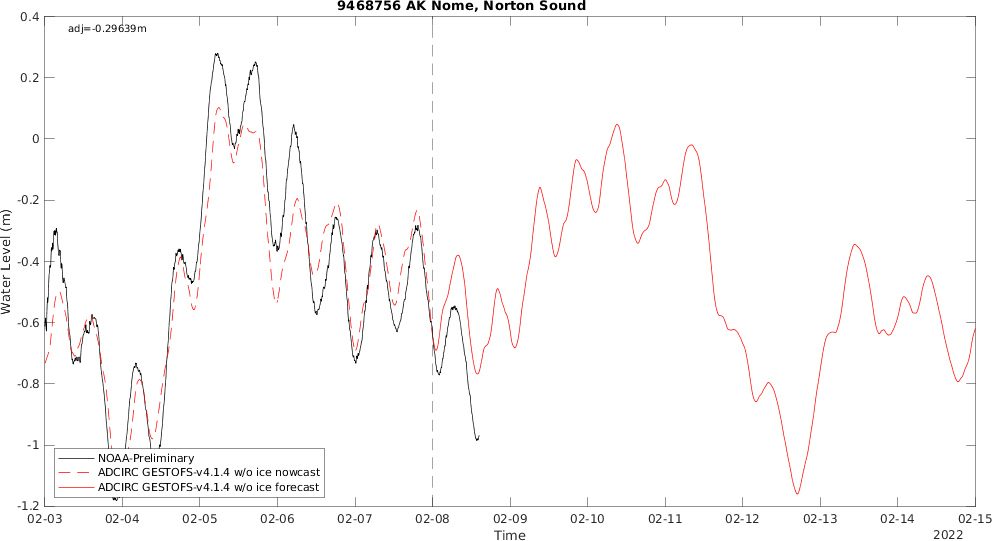 9468756 AK Nome, Norton Sound
adj=-0.29639m
0.4
0.2
0
-0.2
-0.4
-0.6
-0.8
-1
-1.2
Water Level (m)
NOAA-Preliminary
ADCIRC GESTOFS-v4.1.4 w/o ice nowcast
ADCIRC GESTOFS-v4.1.4 w/o ice forecast
02-03 02-04 02-05 02-06 02-07 02-08 02-09 02-10 02-11 02-12 02-13 02-14 02-15
Time
2022